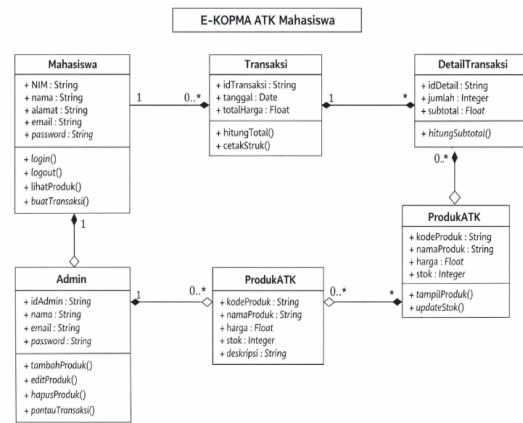 E-KOPMA ATK Mahasiswa
Mahasiswa
+ NIM : String
+ nama : String
+ alamat : String
+ email : String
+ password : String
+ login()
+ logout()
+ lihatProduk()
+ buatTransaksi()
1
0..*
Transaksi
+ idTransaksi : String
+ tanggal : Date
+ totalHarga : Float
+ hitungTotal()
+ cetakStruk()
1
*
DetailTransaksi
+ idDetail : String
+ jumlah : Integer
+ subtotal : Float
+ hitungSubtotal()
0..*
1
ProdukATK
+ kodeProduk : String
+ namaProduk : String
+ harga : Float
+ stok : Integer
+ tampilProduk()
+ updateStok()
Admin
+ idAdmin : String
+ nama : String
+ email : String
+ password : String
+ tambahProduk()
+ editProduk()
+ hapusProduk()
+ pantauTransaksi()
1
0..*
ProdukATK
+ kodeProduk : String
+ namaProduk : String
+ harga : Float
+ stok : Integer
+ deskripsi : String
0..*
*